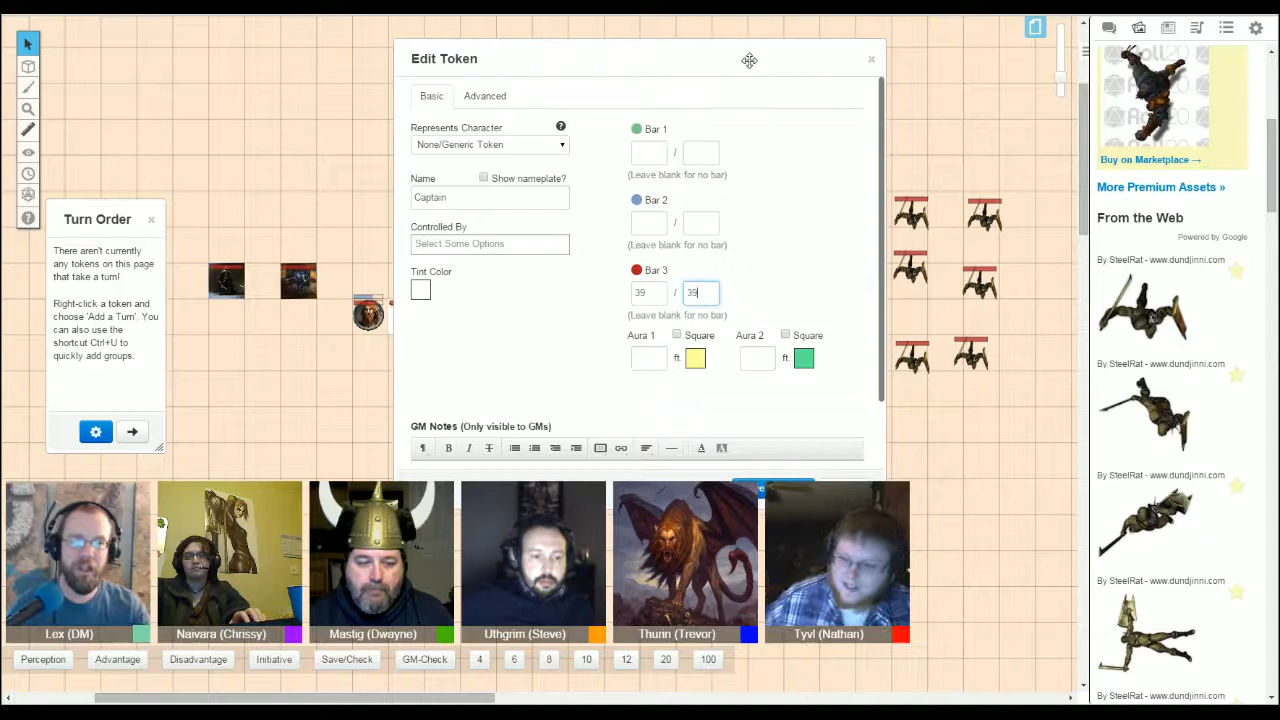 Edit Token
Basic
Advanced
Represents Character
None/Generic Token
Name
Show nameplate?
Captain
Controlled By
Select Some Options
Tint Color
Bar 1
/
(Leave blank for no bar)
Bar 2
/
(Leave blank for no bar)
Bar 3
39 / 39
(Leave blank for no bar)
Aura 1
Square
Aura 2
Square
ft.
ft.
GM Notes (Only visible to GMs)
Turn Order
There aren't currently
any tokens on this page
that take a turn!
Right-click a token and
choose 'Add a Turn'. You
can also use the
shortcut Ctrl+U to
quickly add groups.
Lex (DM)
Naivara (Chrissy)
Mastig (Dwayne)
Uthgrim (Steve)
Thurin (Trevor)
Tyvl (Nathan)
Perception
Advantage
Disadvantage
Initiative
Save/Check
GM-Check
4
6
8
10
12
20
100
Buy on Marketplace →
More Premium Assets »
From the Web
Powered by Google
By SteelRat - www.dundjinni.com
By SteelRat - www.dundjinni.com
By SteelRat - www.dundjinni.com
By SteelRat - www.dundjinni.com
By SteelRat - www.dundjinni.com